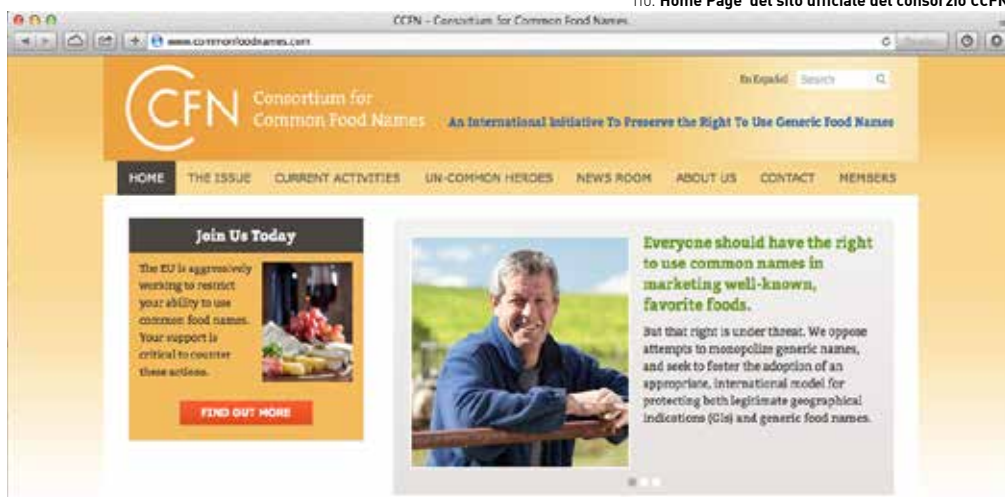 Home Page del sito ufficiale del consorzio CCFN
CCFN - Consortium for Common Food Names
www.commonfoodnames.com
En Español Search
CCFN Consortium for
Common Food Names
An International Initiative To Preserve the Right To Use Generic Food Names
HOME THE ISSUE CURRENT ACTIVITIES UN-COMMON HEROES NEWS ROOM ABOUT US CONTACT MEMBERS
Join Us Today
The EU is aggressively
working to restrict
your ability to use
common food names.
Your support is
critical to counter
these actions.
FIND OUT MORE
Everyone should have the right
to use common names in
marketing well-known,
favorite foods.
But that right is under threat. We oppose
attempts to monopolize generic names,
and seek to foster the adoption of an
appropriate, international model for
protecting both legitimate geographical
indications (GIs) and generic food names.